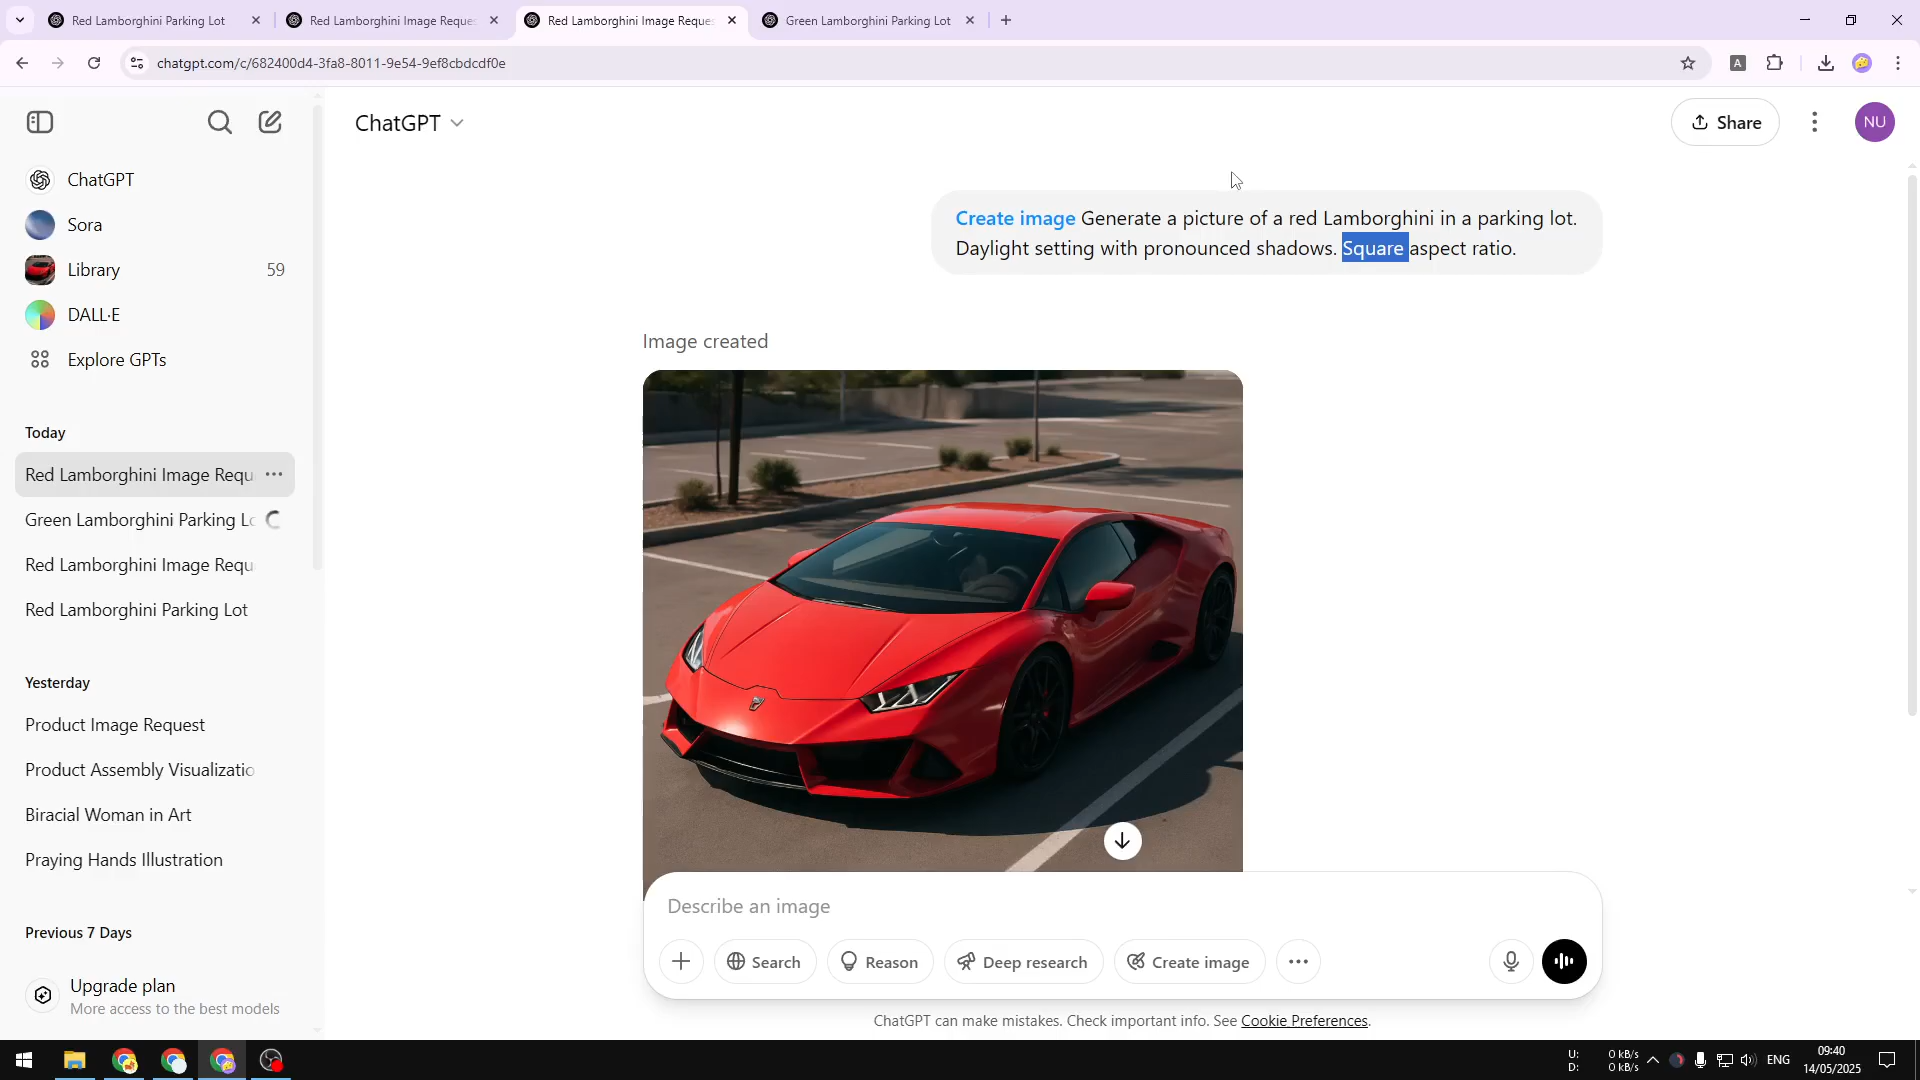 Red Lamborghini Parking Lot
Red Lamborghini Image Reques
Red Lamborghini Image Reques
Green Lamborghini Parking Lot
chatgpt.com/c/682400d4-3fa8-8011-9e54-9ef8cbdcdf0e
A
ChatGPT
Share
NU
ChatGPT
Sora
Library 59
DALL·E
Explore GPTs
Create image Generate a picture of a red Lamborghini in a parking lot.
Daylight setting with pronounced shadows. Square aspect ratio.
Image created
Today
Red Lamborghini Image Requ
Green Lamborghini Parking Lo
Red Lamborghini Image Requ
Red Lamborghini Parking Lot
Yesterday
Product Image Request
Product Assembly Visualizatio
Biracial Woman in Art
Praying Hands Illustration
Previous 7 Days
Upgrade plan
More access to the best models
Describe an image
Search
Reason
Deep research
Create image
ChatGPT can make mistakes. Check important info. See Cookie Preferences.
U: 0 kB/s
D: 0 kB/s
ENG
09:40
14/05/2025